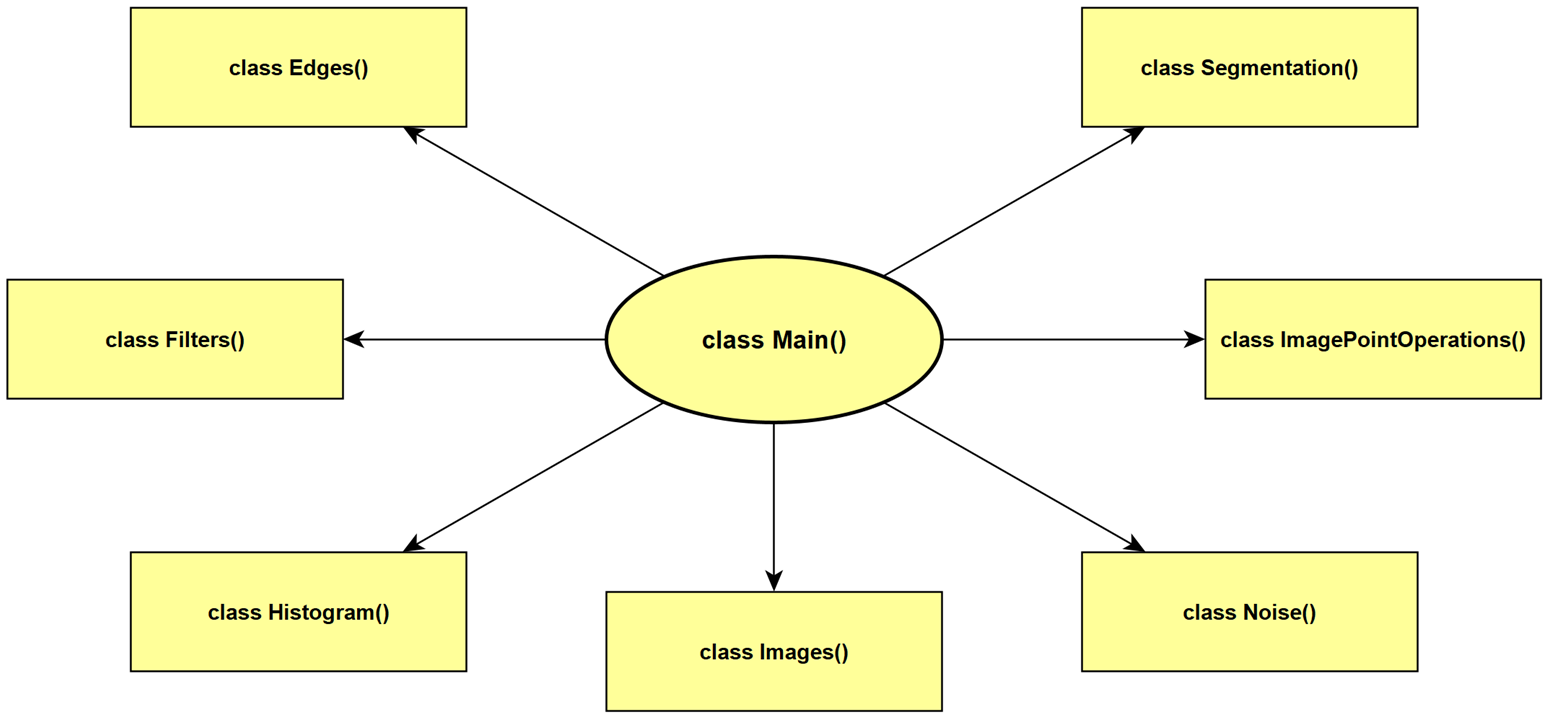 class Edges()
class Segmentation()
class Filters()
class Main()
class ImagePointOperations()
class Histogram()
class Images()
class Noise()